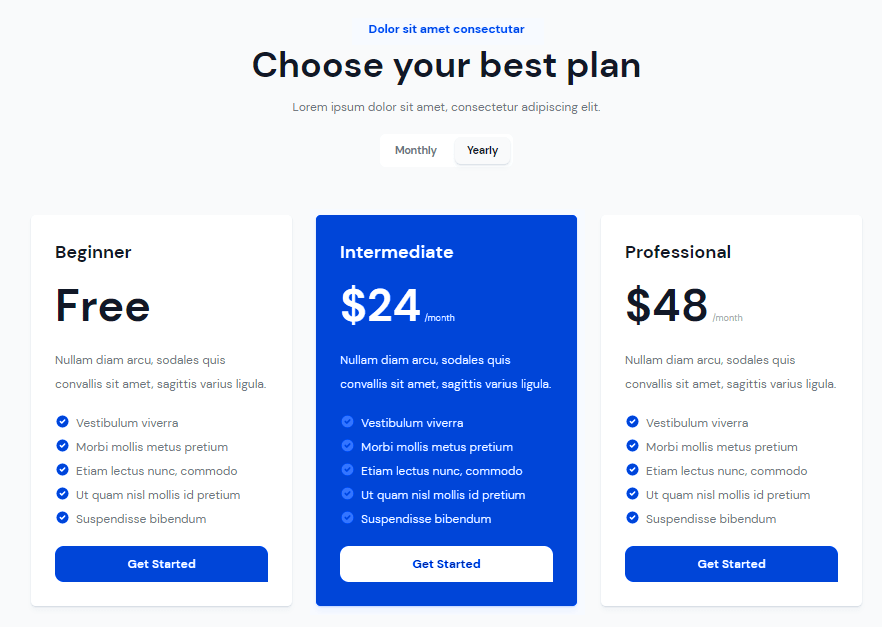 Dolor sit amet consectutar
Choose your best plan
Lorem ipsum dolor sit amet, consectetur adipiscing elit.
Monthly Yearly
Beginner
Free
Nullam diam arcu, sodales quis
convallis sit amet, sagittis varius ligula.
Vestibulum viverra
Morbi mollis metus pretium
Etiam lectus nunc, commodo
Ut quam nisl mollis id pretium
Suspendisse bibendum
Get Started
Intermediate
$24 /month
Nullam diam arcu, sodales quis
convallis sit amet, sagittis varius ligula.
Vestibulum viverra
Morbi mollis metus pretium
Etiam lectus nunc, commodo
Ut quam nisl mollis id pretium
Suspendisse bibendum
Get Started
Professional
$48 /month
Nullam diam arcu, sodales quis
convallis sit amet, sagittis varius ligula.
Vestibulum viverra
Morbi mollis metus pretium
Etiam lectus nunc, commodo
Ut quam nisl mollis id pretium
Suspendisse bibendum
Get Started